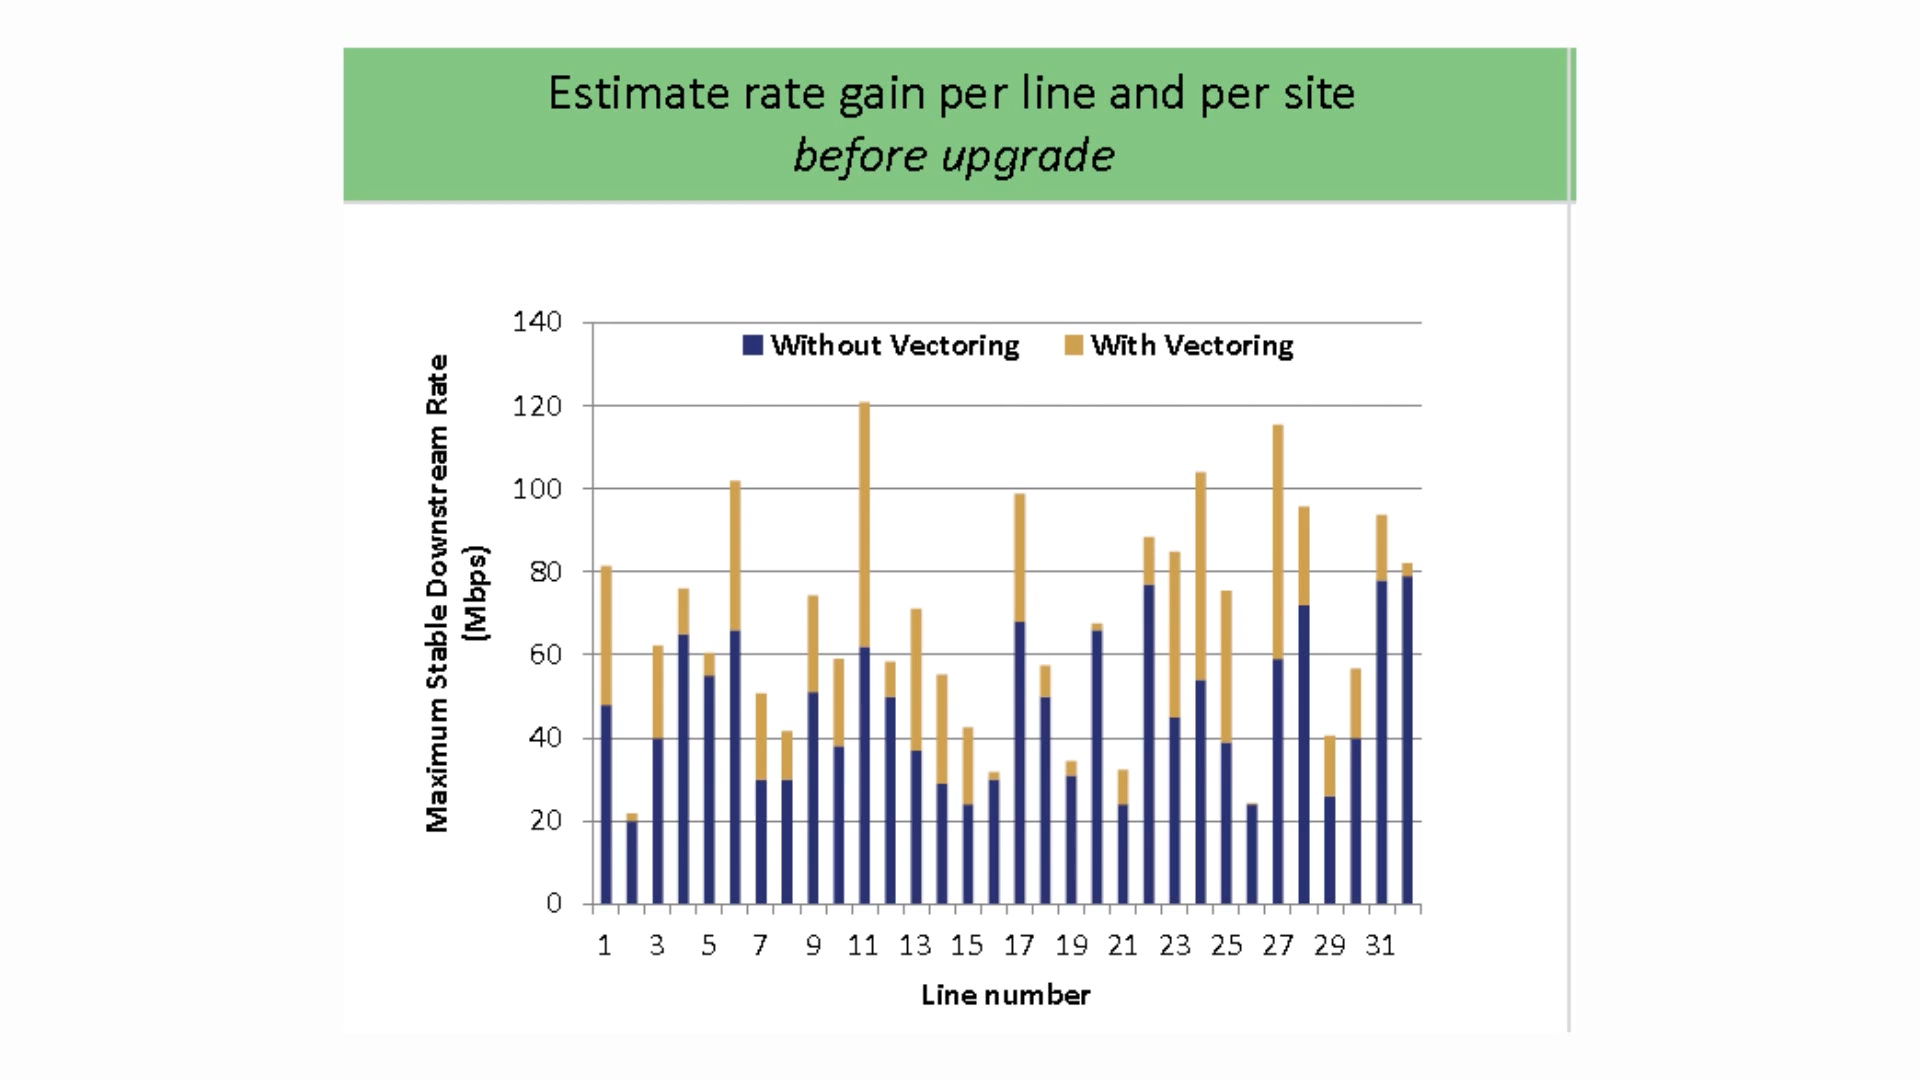 Estimate rate gain per line and per site
before upgrade
Maximum Stable Downstream Rate
(Mbps)
140
120
100
80
60
40
20
0
Without Vectoring With Vectoring
1 3 5 7 9 11 13 15 17 19 21 23 25 27 29 31
Line number